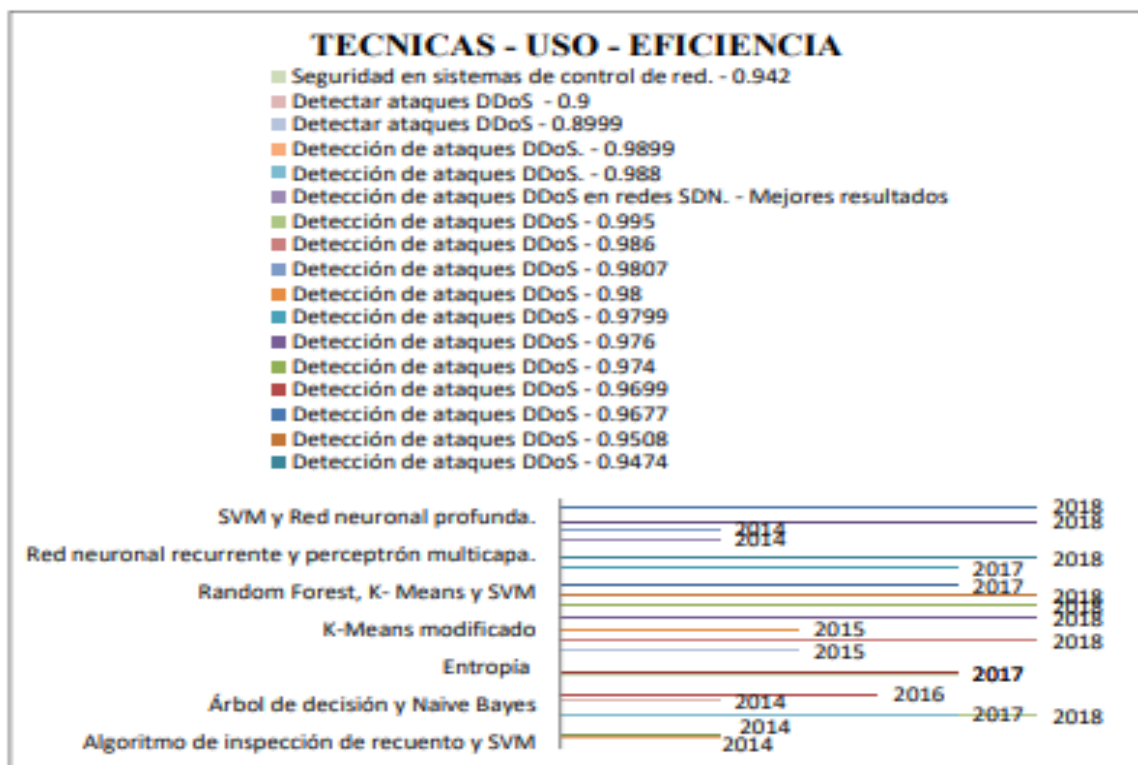 TECNICAS - USO - EFICIENCIA
Seguridad en sistemas de control de red. - 0.942
Detectar ataques DDoS - 0.9
Detectar ataques DDoS - 0.8999
Detección de ataques DDoS. - 0.9899
Detección de ataques DDoS. - 0.988
Detección de ataques DDoS en redes SDN. - Mejores resultados
Detección de ataques DDoS - 0.995
Detección de ataques DDoS - 0.986
Detección de ataques DDoS - 0.9807
Detección de ataques DDoS - 0.98
Detección de ataques DDoS - 0.9799
Detección de ataques DDoS - 0.976
Detección de ataques DDoS - 0.974
Detección de ataques DDoS - 0.9699
Detección de ataques DDoS - 0.9677
Detección de ataques DDoS - 0.9508
Detección de ataques DDoS - 0.9474
2018
SVM y Red neuronal profunda.
2018
2014
2014
Red neuronal recurrente y perceptrón multicapa.
2018
2017
2017
Random Forest, K- Means y SVM
2018
2018
2018
K-Means modificado
2015
2018
2015
Entropia
2017
2016
Árbol de decisión y Naive Bayes
2014
2017
2018
2014
Algoritmo de inspección de recuento y SVM
2014